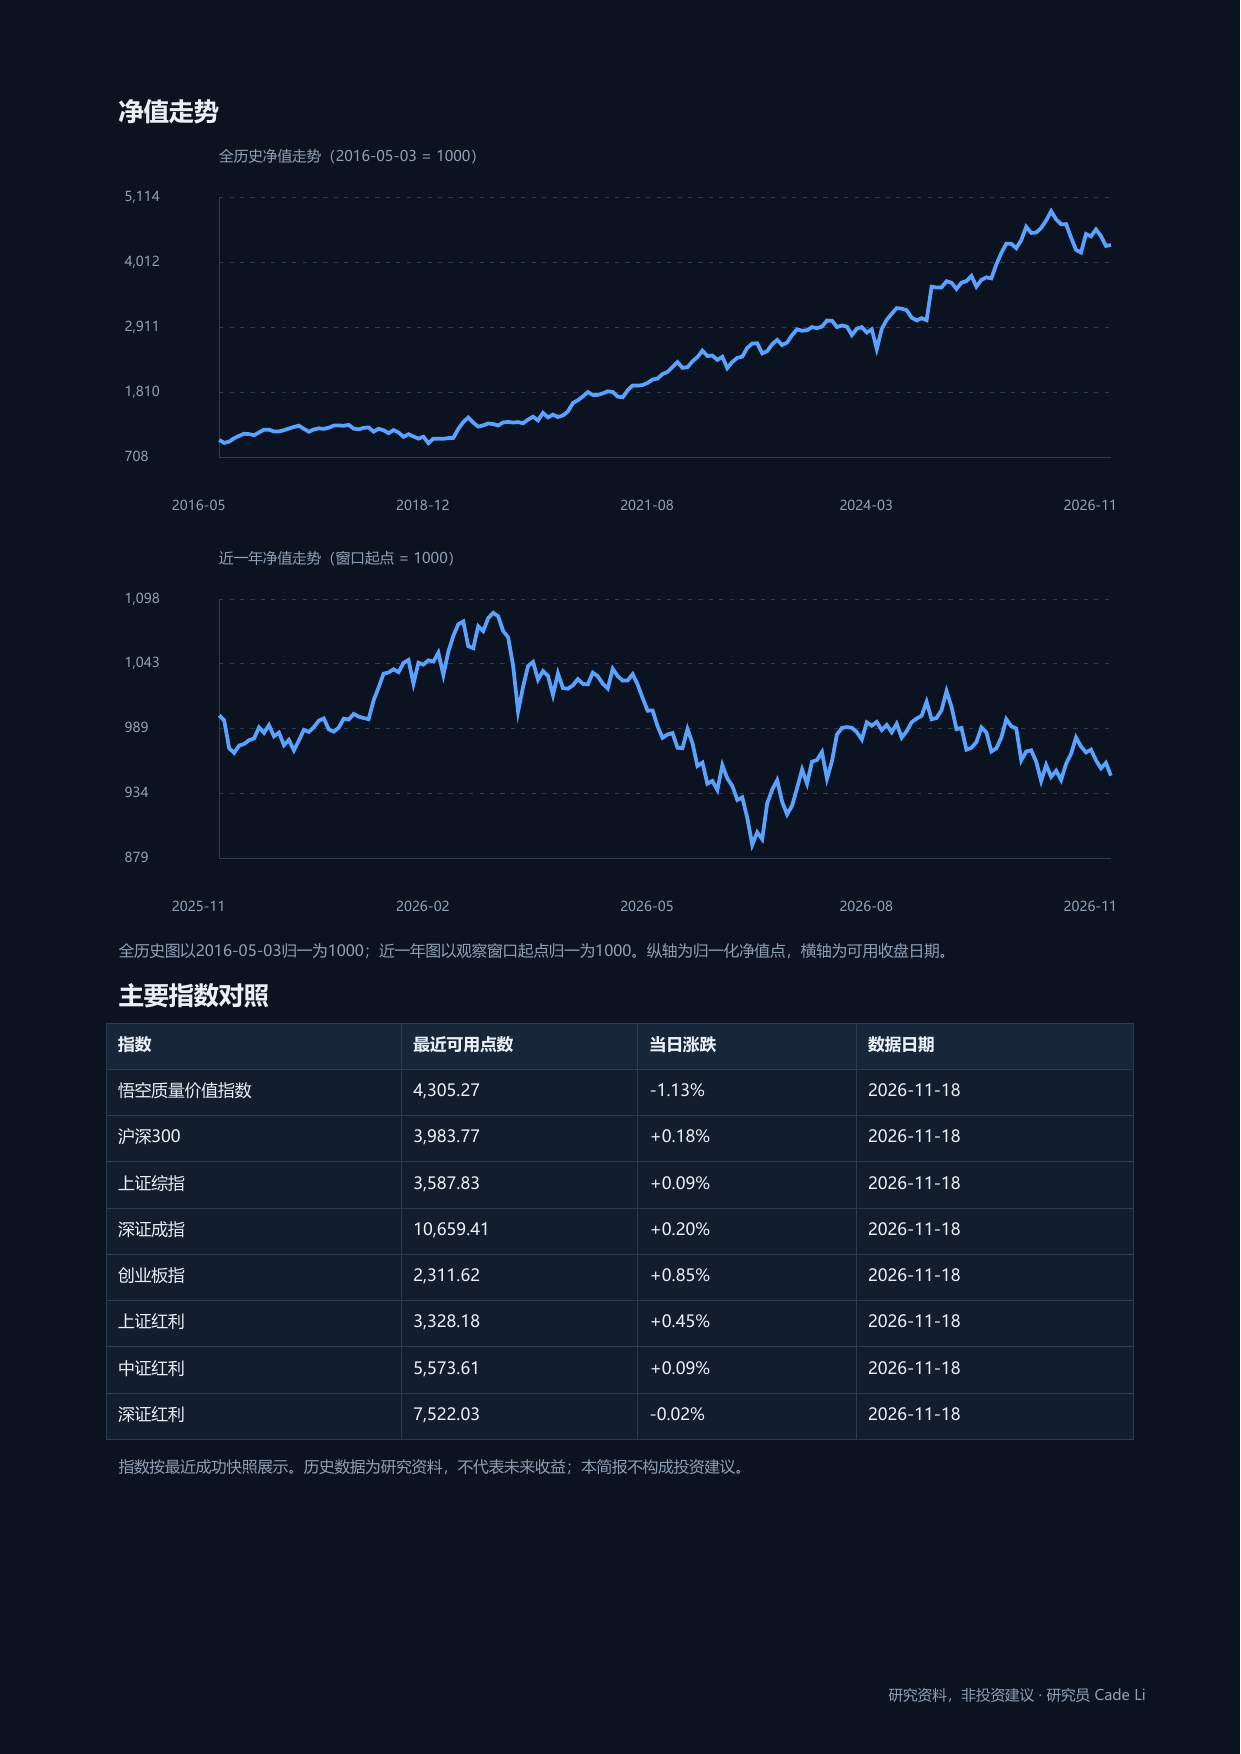 净值走势
全历史净值走势（2016-05-03 = 1000）
5,114
4,012
2,911
1,810
708
2016-05 2018-12 2021-08 2024-03 2026-11
近一年净值走势（窗口起点 = 1000）
1,098
1,043
989
934
879
2025-11 2026-02 2026-05 2026-08 2026-11
全历史图以2016-05-03归一为1000；近一年图以观察窗口起点归一为1000。纵轴为归一化净值点，横轴为可用收盘日期。
主要指数对照
指数 最近可用点数 当日涨跌 数据日期
悟空质量价值指数 4,305.27 -1.13% 2026-11-18
沪深300 3,983.77 +0.18% 2026-11-18
上证综指 3,587.83 +0.09% 2026-11-18
深证成指 10,659.41 +0.20% 2026-11-18
创业板指 2,311.62 +0.85% 2026-11-18
上证红利 3,328.18 +0.45% 2026-11-18
中证红利 5,573.61 +0.09% 2026-11-18
深证红利 7,522.03 -0.02% 2026-11-18
指数按最近成功快照展示。历史数据为研究资料，不代表未来收益；本简报不构成投资建议。
研究资料，非投资建议 · 研究员 Cade Li